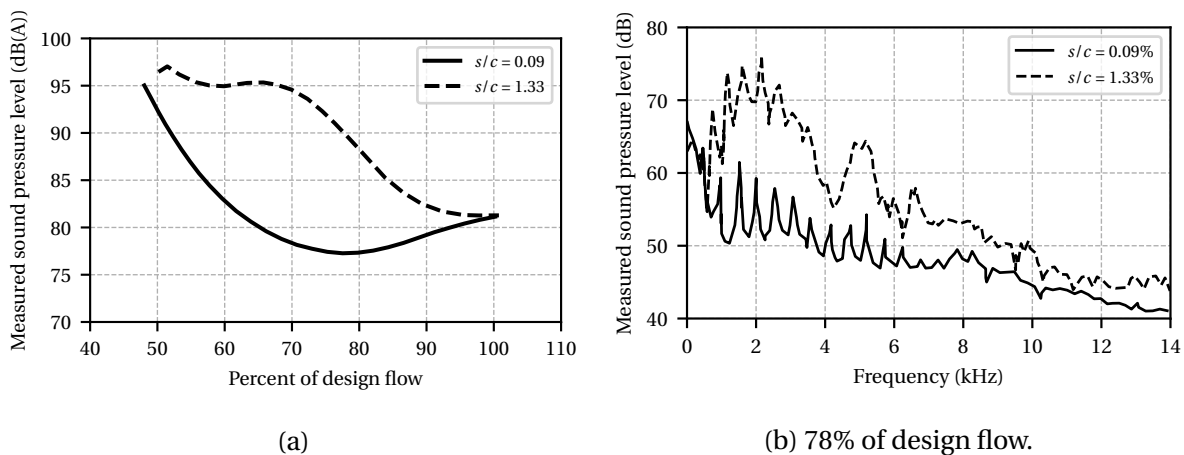 Measured sound pressure level (dB(A))
100
95
90
85
80
75
70
40 50 60 70 80 90 100 110
Percent of design flow
s/c = 0.09
s/c = 1.33
(a)
Measured sound pressure level (dB)
80
70
60
50
40
0 2 4 6 8 10 12 14
Frequency (kHz)
s/c = 0.09%
s/c = 1.33%
(b) 78% of design flow.